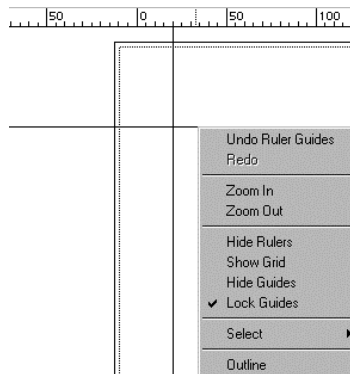 50 0 50 100
Undo Ruler Guides
Redo
Zoom In
Zoom Out
Hide Rulers
Show Grid
Hide Guides
Lock Guides
Select
Outline